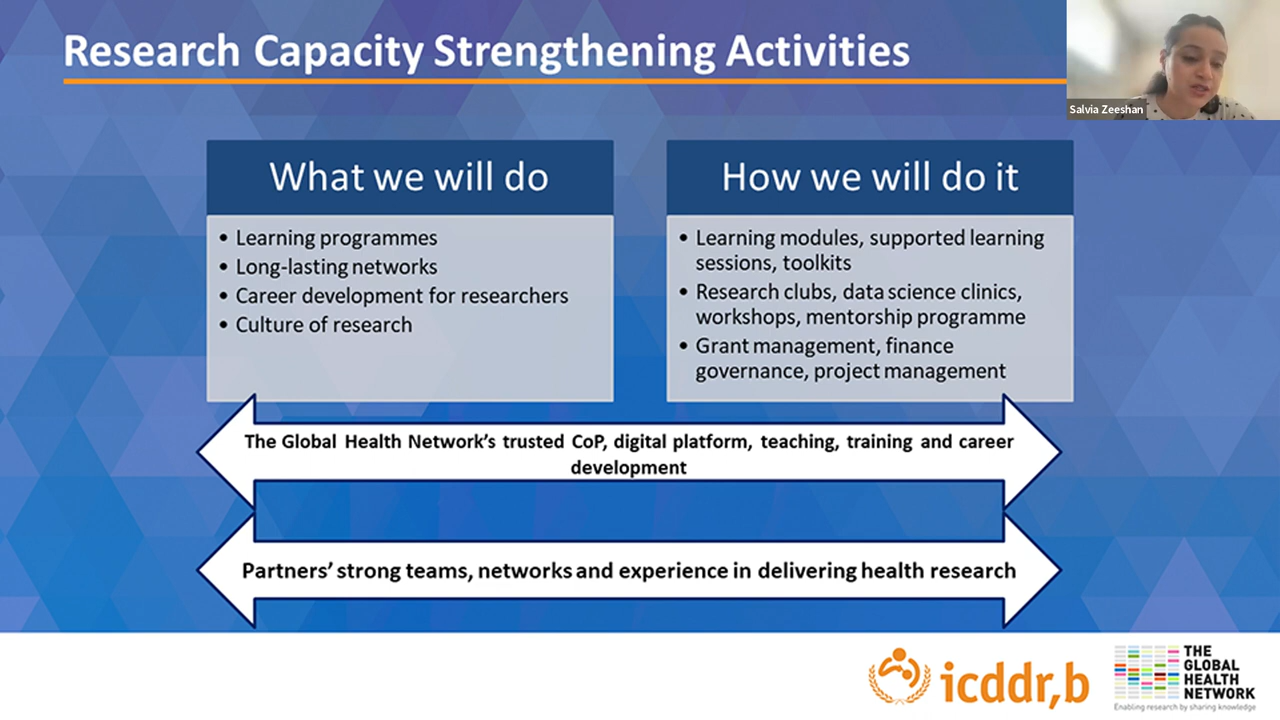 Research Capacity Strengthening Activities
Salvia Zeeshan
What we will do
• Learning programmes
• Long-lasting networks
• Career development for researchers
• Culture of research
How we will do it
• Learning modules, supported learning
sessions, toolkits
• Research clubs, data science clinics,
workshops, mentorship programme
• Grant management, finance
governance, project management
The Global Health Network’s trusted CoP, digital platform, teaching, training and career
development
Partners’ strong teams, networks and experience in delivering health research
icddr,b
THE
GLOBAL
HEALTH
NETWORK
Enabling research by sharing knowledge